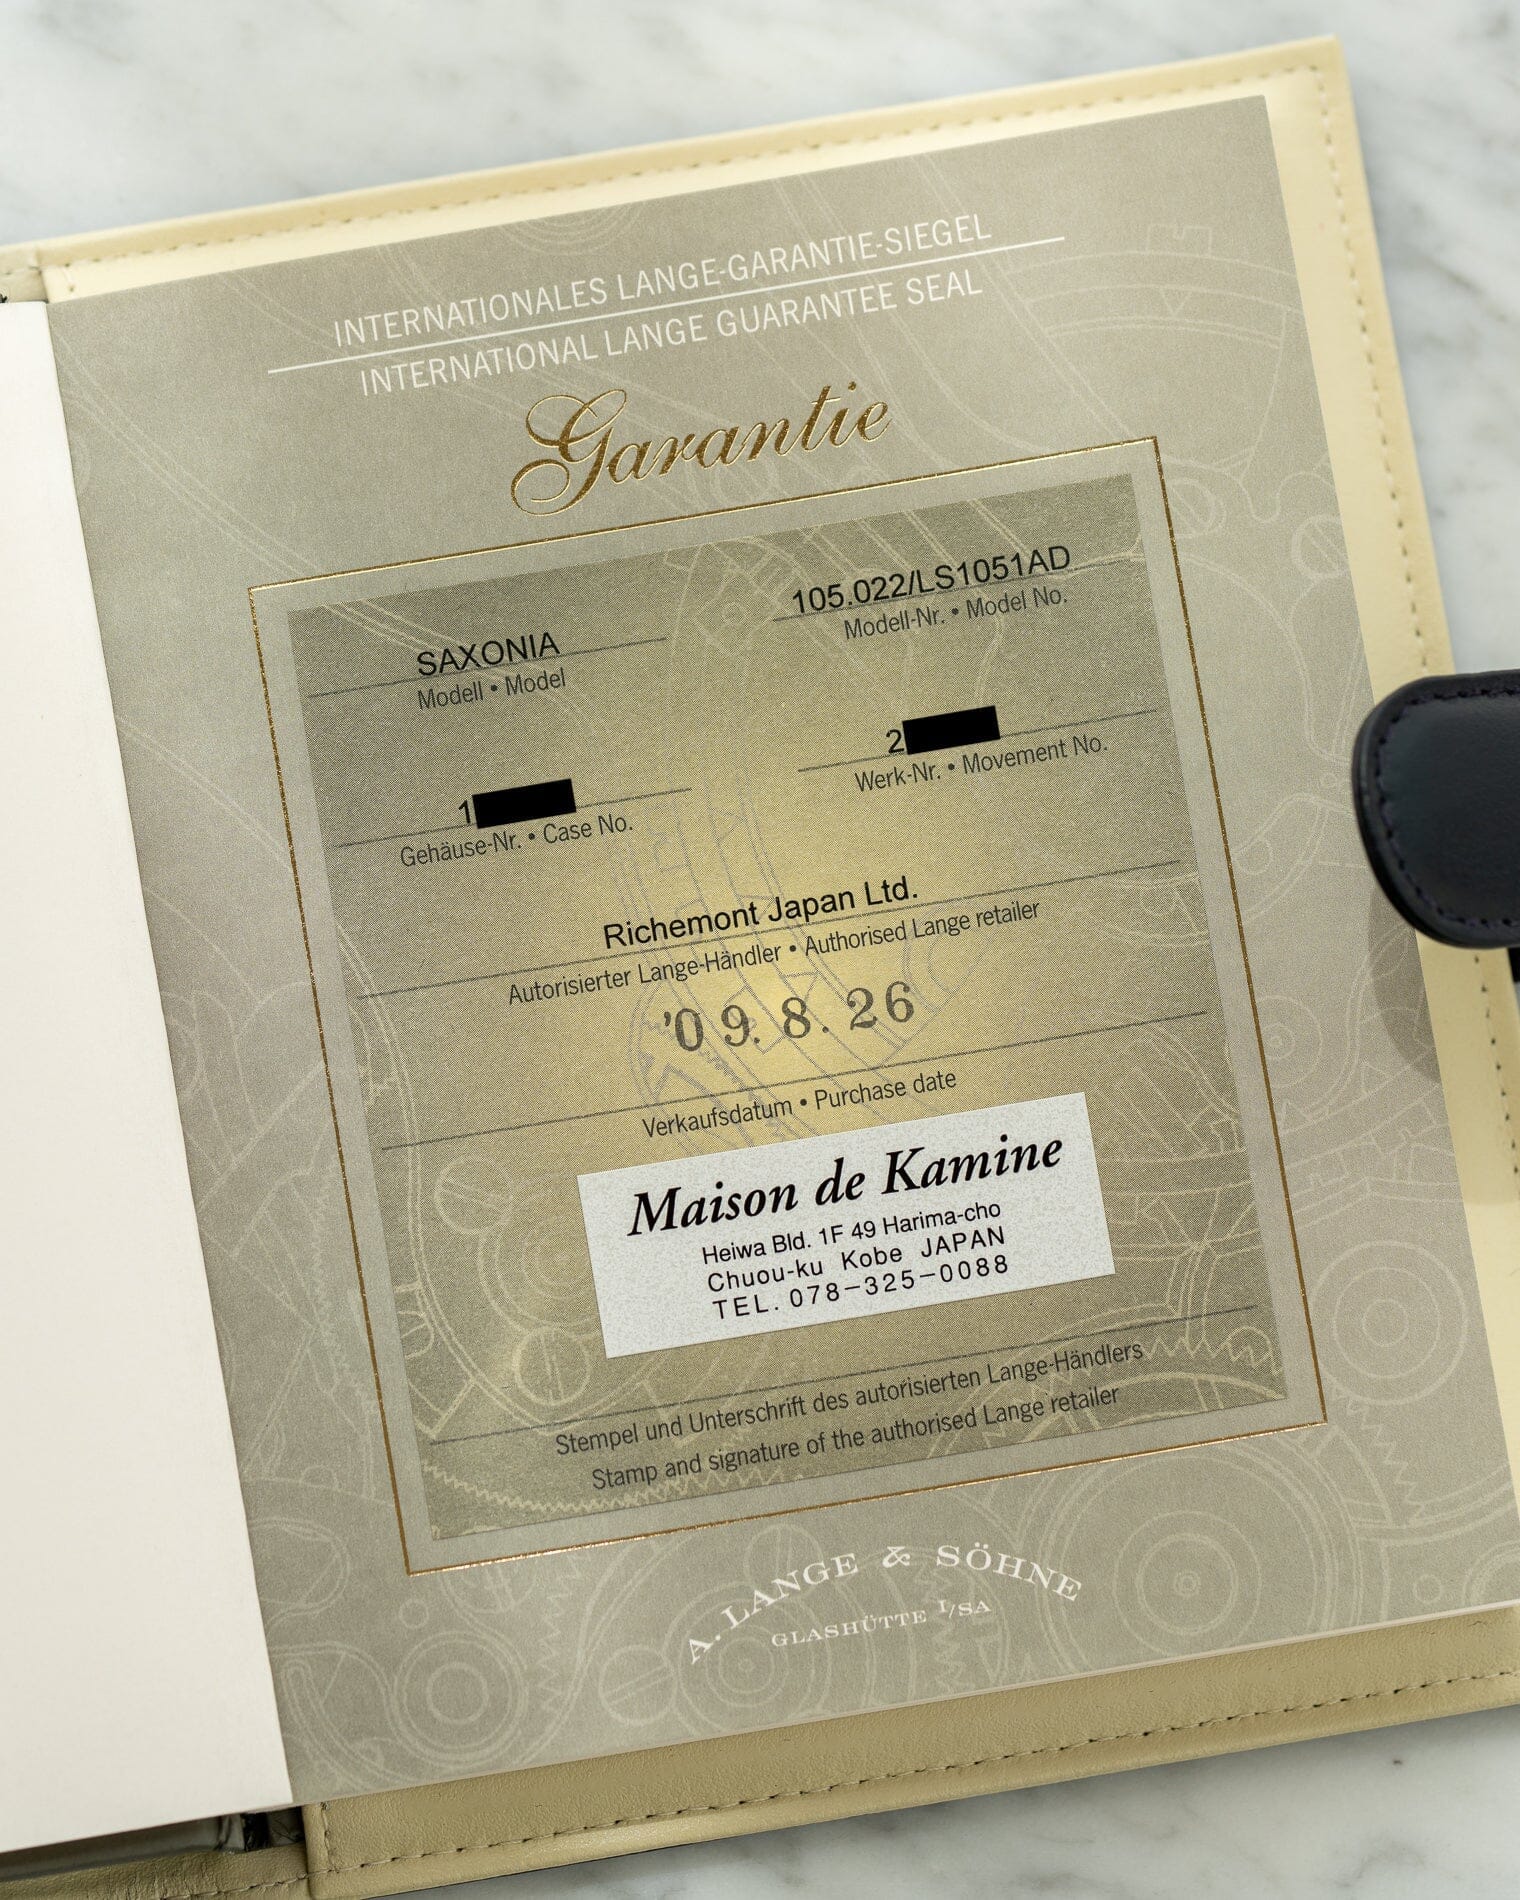 INTERNATIONALES LANGE-GARANTIE-SIEGEL
INTERNATIONAL LANGE GUARANTEE SEAL
Garantie
SAXONIA
Modell • Model
105.022/LS1051AD
Modell-Nr. • Model No.
1
Gehäuse-Nr. • Case No.
2
Werk-Nr. • Movement No.
Richemont Japan Ltd.
Autorisierter Lange-Händler • Authorised Lange retailer
'09.8.26
Verkaufsdatum • Purchase date
Maison de Kamine
Heiwa Bld. 1F 49 Harima-cho
Chuou-ku Kobe JAPAN
TEL. 078-325-0088
Stempel und Unterschrift des autorisierten Lange-Händlers
Stamp and signature of the authorised Lange retailer
A. LANGE & SÖHNE
GLASHÜTTE I/SA